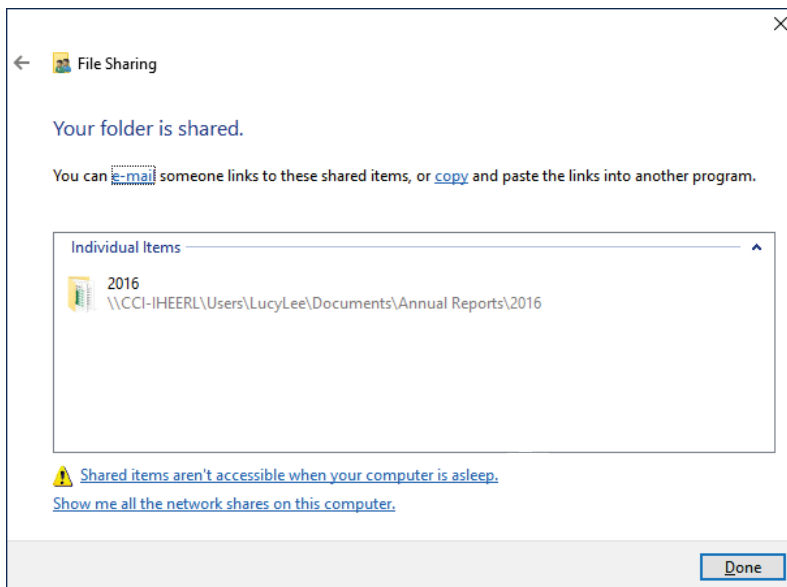 File Sharing
Your folder is shared.
You can e-mail someone links to these shared items, or copy and paste the links into another program.
Individual Items
2016
\\CCI-IHEERL\Users\LucyLee\Documents\Annual Reports\2016
Shared items aren't accessible when your computer is asleep.
Show me all the network shares on this computer.
Done